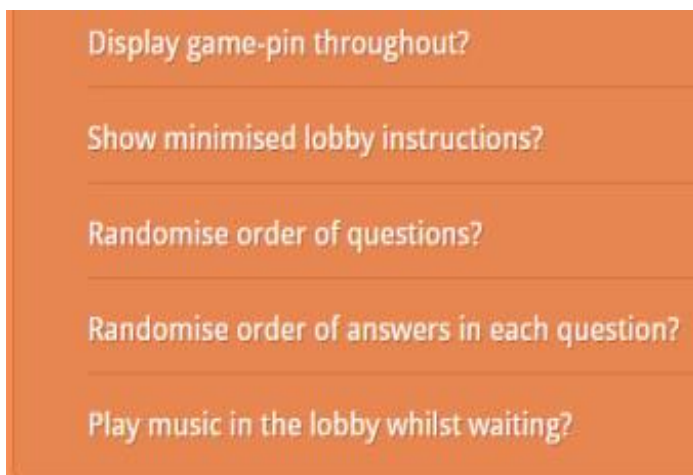 Display game-pin throughout?
Show minimised lobby instructions?
Randomise order of questions?
Randomise order of answers in each question?
Play music in the lobby whilst waiting?